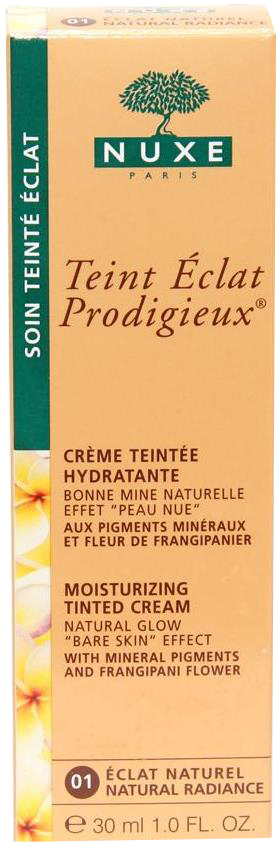 01 ÉCLAT NATUREL
NATURAL RADIANCE
NUXE
PARIS
SOIN TEINTÉ ÉCLAT
Teint Éclat
Prodigieux®
CRÈME TEINTÉE
HYDRATANTE
BONNE MINE NATURELLE
EFFET "PEAU NUE"
AUX PIGMENTS MINÉRAUX
ET FLEUR DE FRANGIPANIER
MOISTURIZING
TINTED CREAM
NATURAL GLOW
"BARE SKIN" EFFECT
WITH MINERAL PIGMENTS
AND FRANGIPANI FLOWER
01 ÉCLAT NATUREL
NATURAL RADIANCE
℮ 30 ml 1.0 FL. OZ.